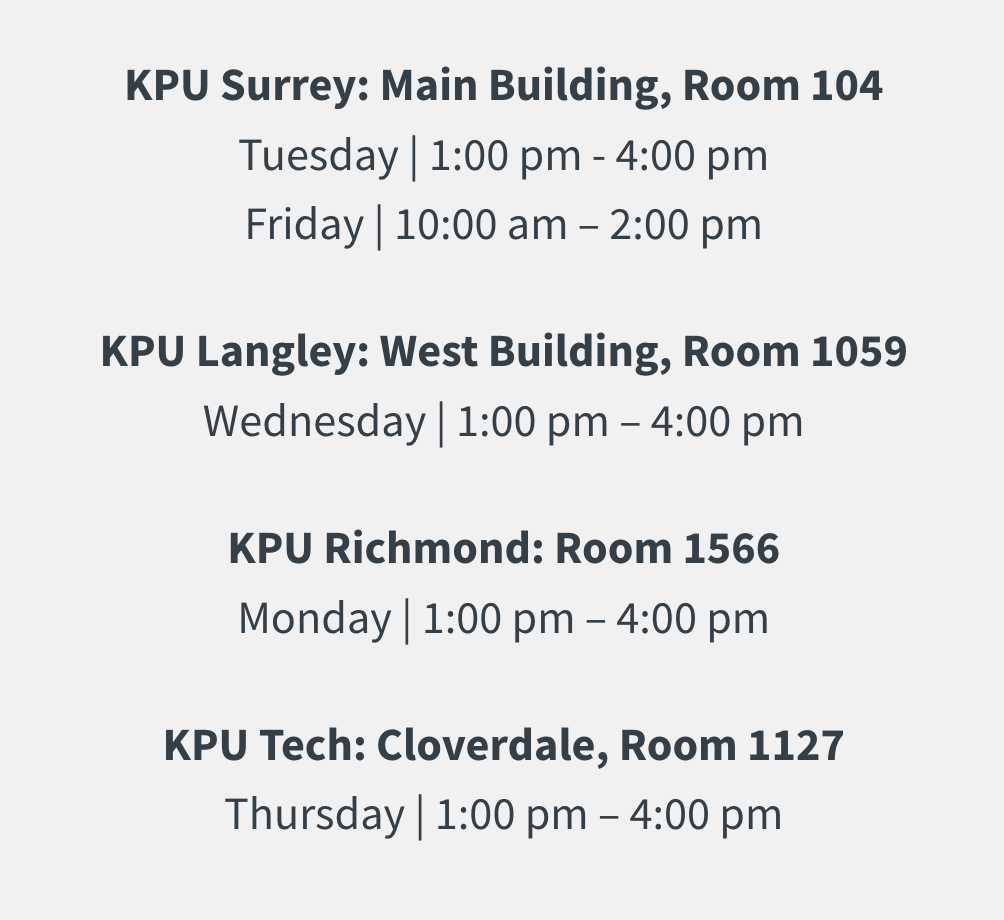 KPU Surrey: Main Building, Room 104
Tuesday | 1:00 pm - 4:00 pm
Friday | 10:00 am – 2:00 pm
KPU Langley: West Building, Room 1059
Wednesday | 1:00 pm – 4:00 pm
KPU Richmond: Room 1566
Monday | 1:00 pm – 4:00 pm
KPU Tech: Cloverdale, Room 1127
Thursday | 1:00 pm – 4:00 pm